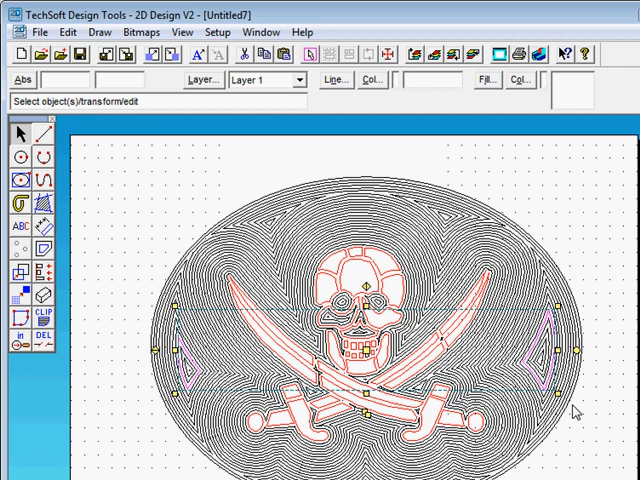 TechSoft Design Tools - 2D Design V2 - [Untitled7]
File Edit Draw Bitmaps View Setup Window Help
Abs Layer... Layer 1 Line... Col... Fill... Col...
Select object(s)/transform/edit
ABC
CLIP
in DEL